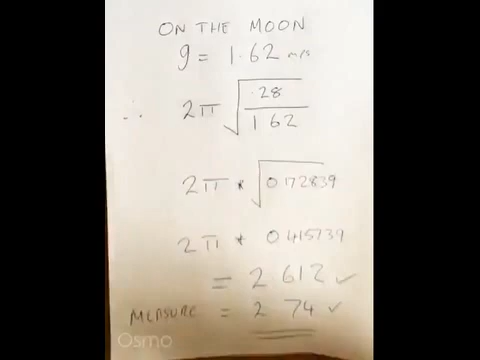 ON THE MOON
g = 1.62 m/s
∴ 2π √ .28 / 1.62
2π * √ 0.172839
2π * 0.415739
= 2.612 ✓
MEASURE = 2.74 ✓
Osmo